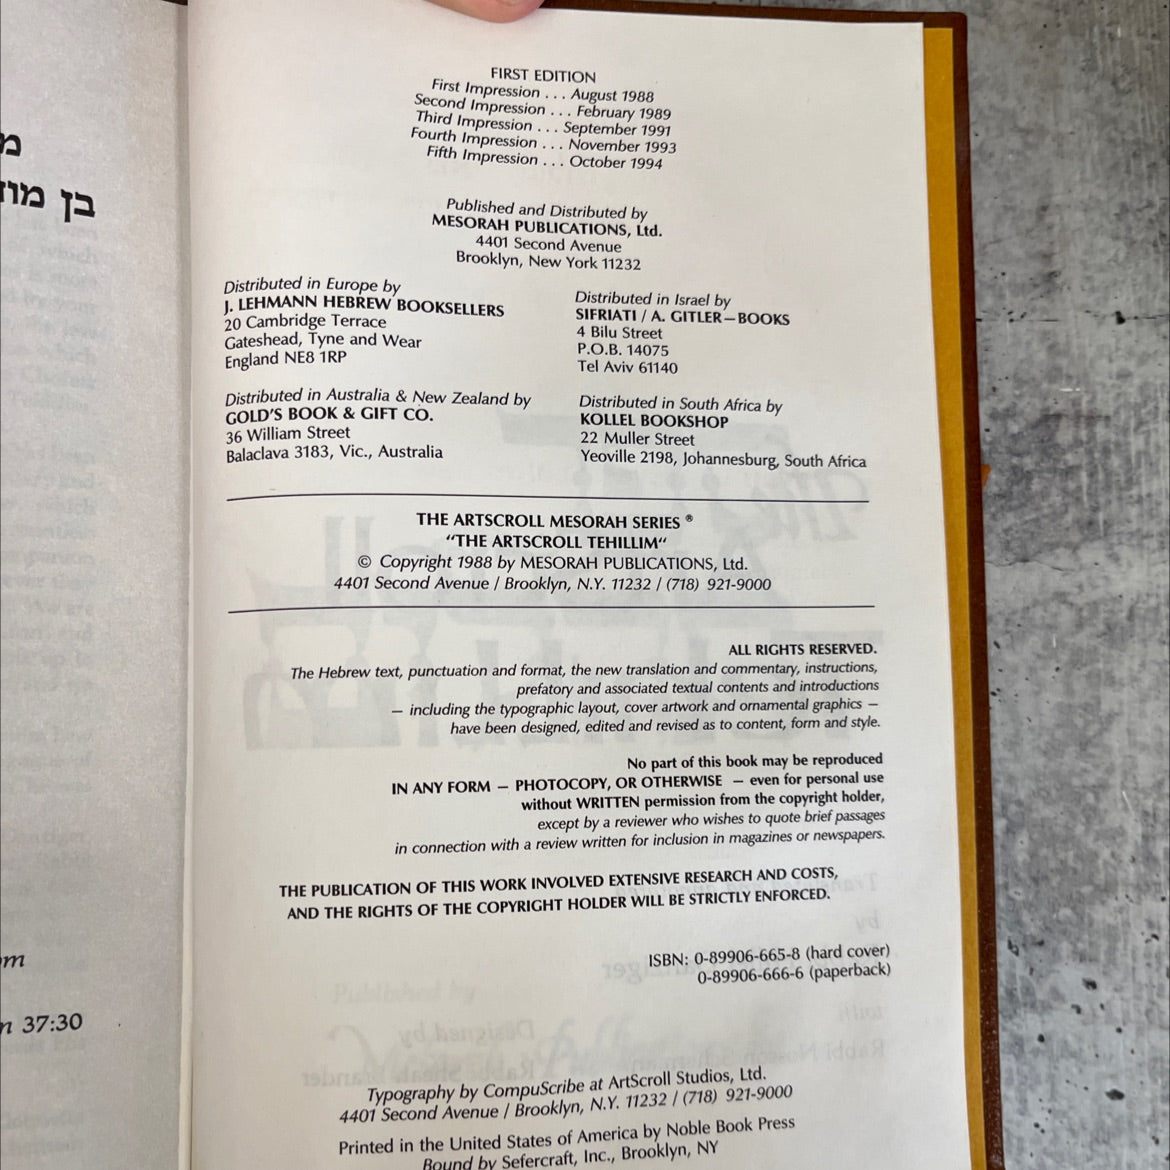 מ
בן מוז
om
n 37:30
FIRST EDITION
First Impression . . . August 1988
Second Impression . . . February 1989
Third Impression . . . September 1991
Fourth Impression . . . November 1993
Fifth Impression . . . October 1994
Published and Distributed by
MESORAH PUBLICATIONS, Ltd.
4401 Second Avenue
Brooklyn, New York 11232
Distributed in Europe by
J. LEHMANN HEBREW BOOKSELLERS
20 Cambridge Terrace
Gateshead, Tyne and Wear
England NE8 1RP
Distributed in Israel by
SIFRIATI / A. GITLER—BOOKS
4 Bilu Street
P.O.B. 14075
Tel Aviv 61140
Distributed in Australia & New Zealand by
GOLD'S BOOK & GIFT CO.
36 William Street
Balaclava 3183, Vic., Australia
Distributed in South Africa by
KOLLEL BOOKSHOP
22 Muller Street
Yeoville 2198, Johannesburg, South Africa
THE ARTSCROLL MESORAH SERIES ®
"THE ARTSCROLL TEHILLIM"
© Copyright 1988 by MESORAH PUBLICATIONS, Ltd.
4401 Second Avenue / Brooklyn, N.Y. 11232 / (718) 921-9000
ALL RIGHTS RESERVED.
The Hebrew text, punctuation and format, the new translation and commentary, instructions,
prefatory and associated textual contents and introductions
— including the typographic layout, cover artwork and ornamental graphics —
have been designed, edited and revised as to content, form and style.
No part of this book may be reproduced
IN ANY FORM — PHOTOCOPY, OR OTHERWISE — even for personal use
without WRITTEN permission from the copyright holder,
except by a reviewer who wishes to quote brief passages
in connection with a review written for inclusion in magazines or newspapers.
THE PUBLICATION OF THIS WORK INVOLVED EXTENSIVE RESEARCH AND COSTS,
AND THE RIGHTS OF THE COPYRIGHT HOLDER WILL BE STRICTLY ENFORCED.
ISBN: 0-89906-665-8 (hard cover)
0-89906-666-6 (paperback)
Typography by CompuScribe at ArtScroll Studios, Ltd.
4401 Second Avenue / Brooklyn, N.Y. 11232 / (718) 921-9000
Printed in the United States of America by Noble Book Press
Bound by Sefercraft, Inc., Brooklyn, NY